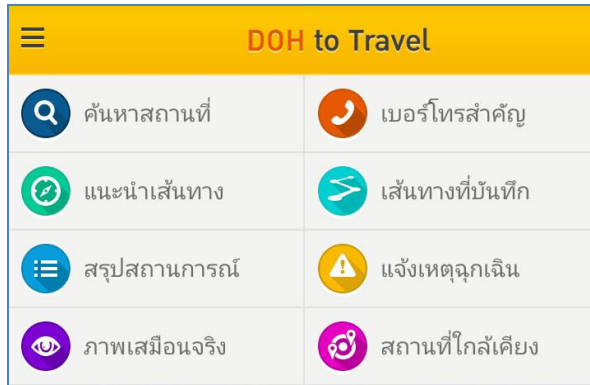 DOH to Travel
ค้นหาสถานที่
เบอร์โทรสำคัญ
แนะนำเส้นทาง
เส้นทางที่บันทึก
สรุปสถานการณ์
แจ้งเหตุฉุกเฉิน
ภาพเสมือนจริง
สถานที่ใกล้เคียง